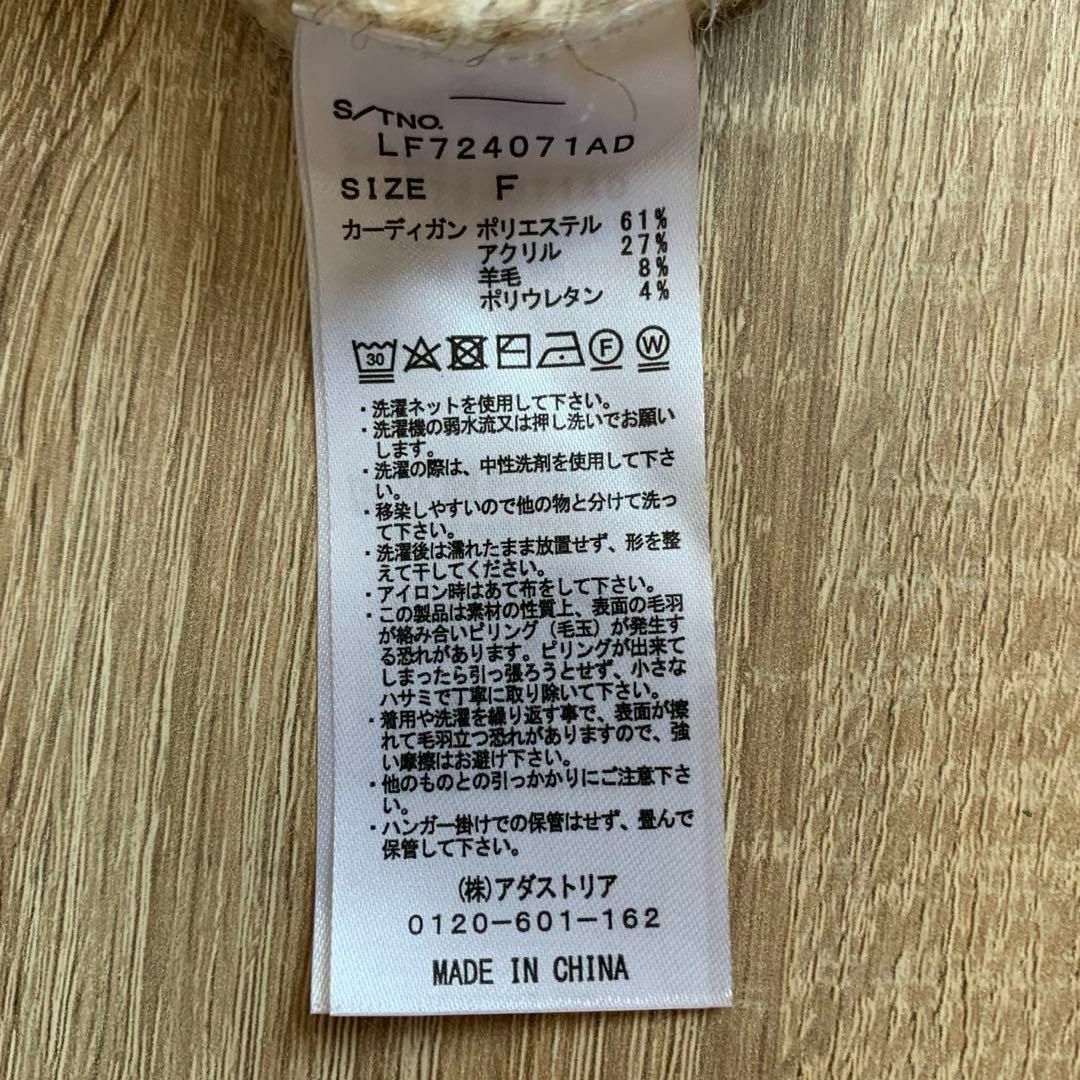 S/TNO.
LF724071AD
SIZE F
カーディガン ポリエステル 61%
アクリル 27%
羊毛 8%
ポリウレタン 4%
30 F W
・洗濯ネットを使用して下さい。
・洗濯機の弱水流又は押し洗いでお願い
します。
・洗濯の際は、中性洗剤を使用して下さ
い。
・移染しやすいので他の物と分けて洗っ
て下さい。
・洗濯後は濡れたまま放置せず、形を整
えて干してください。
・アイロン時はあて布をして下さい。
・この製品は素材の性質上、表面の毛羽
が絡み合いピリング（毛玉）が発生す
る恐れがあります。ピリングが出来て
しまったら引っ張ろうとせず、小さな
ハサミで丁寧に取り除いて下さい。
・着用や洗濯を繰り返す事で、表面が擦
れて毛羽立つ恐れがありますので、強
い摩擦はお避け下さい。
・他のものとの引っかかりにご注意下さ
い。
・ハンガー掛けでの保管はせず、畳んで
保管して下さい。
(株)アダストリア
0120-601-162
MADE IN CHINA